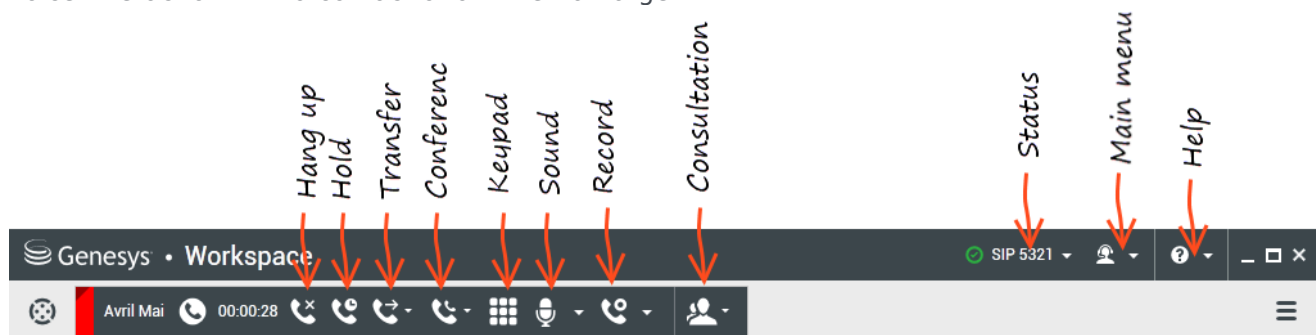 Hang up
Hold
Transfer
Conferenc
Keypad
Sound
Record
Consultation
Status
Main menu
Help
Genesys • Workspace
SIP 5321
Avril Mai 00:00:28